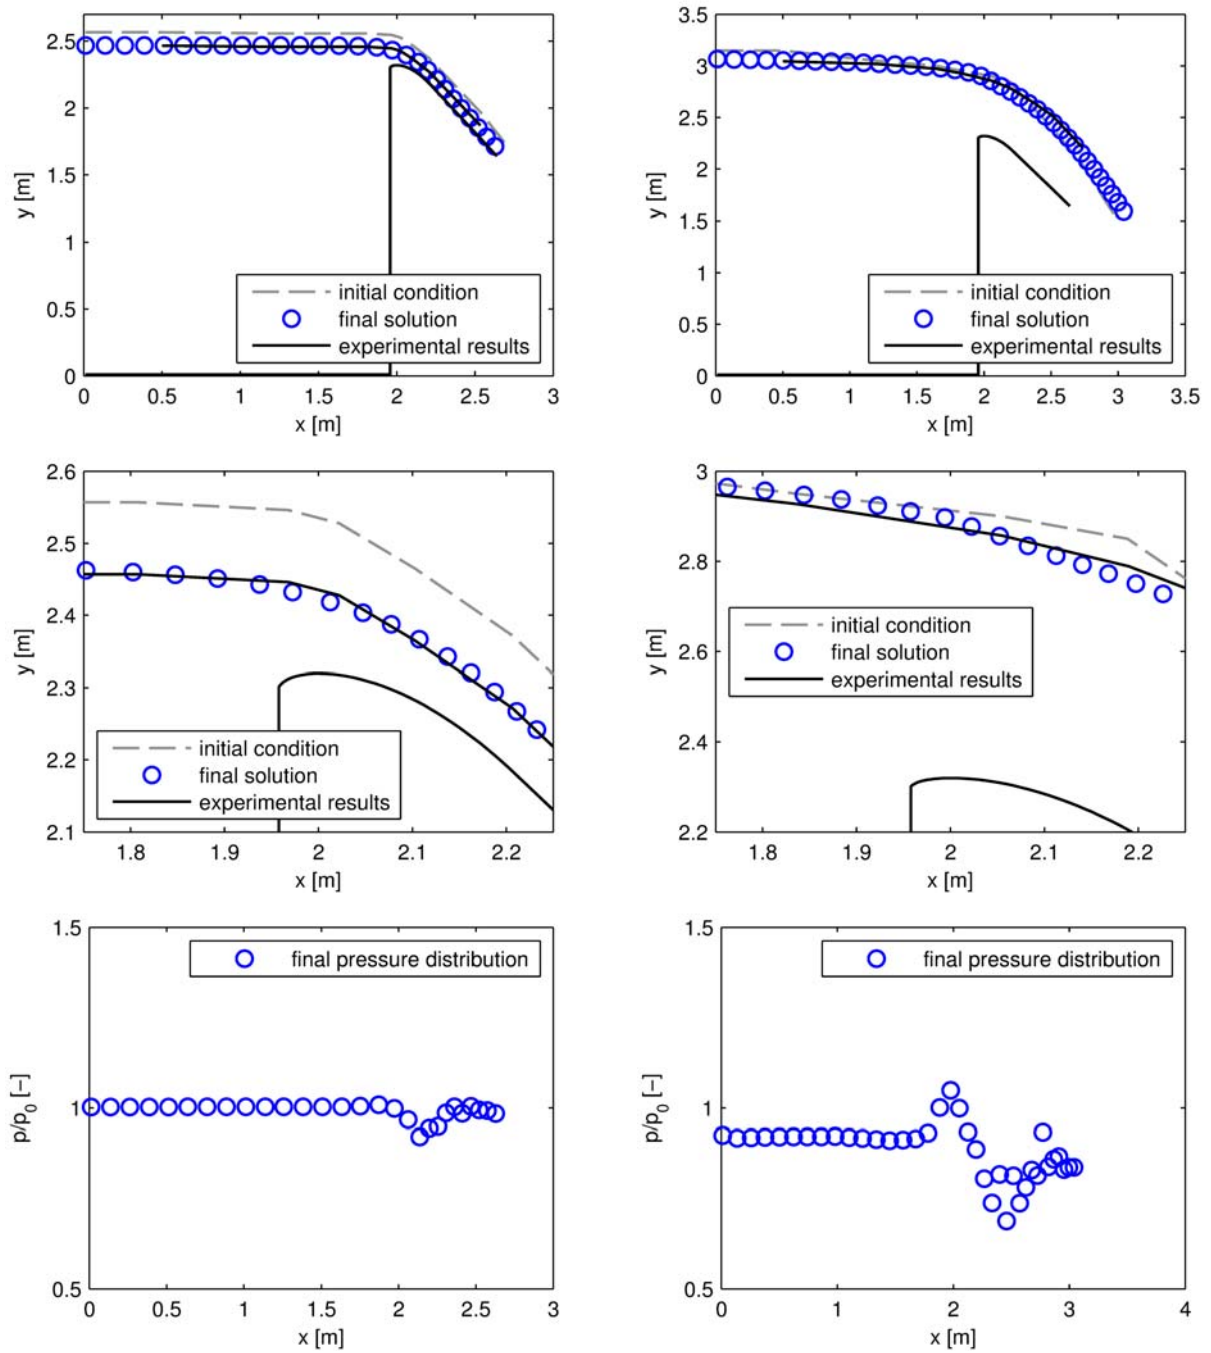 2.5
2
1.5
1
0.5
0
y [m]
initial condition
final solution
experimental results
0 0.5 1 1.5 2 2.5 3
x [m]
3.5
3
2.5
2
1.5
1
0.5
0
y [m]
initial condition
final solution
experimental results
0 0.5 1 1.5 2 2.5 3 3.5
x [m]
2.6
2.5
2.4
2.3
2.2
2.1
y [m]
initial condition
final solution
experimental results
1.8 1.9 2 2.1 2.2
x [m]
3
2.8
2.6
2.4
2.2
y [m]
initial condition
final solution
experimental results
1.8 1.9 2 2.1 2.2
x [m]
1.5
1
0.5
p/p0 [−]
final pressure distribution
0 0.5 1 1.5 2 2.5 3
x [m]
1.5
1
0.5
p/p0 [−]
final pressure distribution
0 1 2 3 4
x [m]